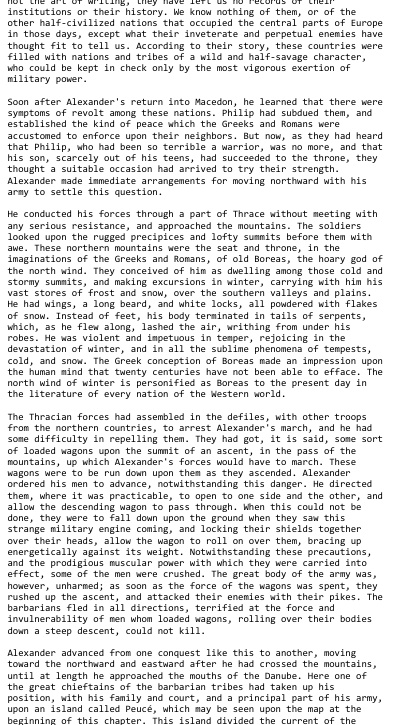 not the art of writing, they have left us no records of their
institutions or their history. We know nothing of them, or of the
other half-civilized nations that occupied the central parts of Europe
in those days, except what their inveterate and perpetual enemies have
thought fit to tell us. According to their story, these countries were
filled with nations and tribes of a wild and half-savage character,
who could be kept in check only by the most vigorous exertion of
military power.

Soon after Alexander's return into Macedon, he learned that there were
symptoms of revolt among these nations. Philip had subdued them, and
established the kind of peace which the Greeks and Romans were
accustomed to enforce upon their neighbors. But now, as they had heard
that Philip, who had been so terrible a warrior, was no more, and that
his son, scarcely out of his teens, had succeeded to the throne, they
thought a suitable occasion had arrived to try their strength.
Alexander made immediate arrangements for moving northward with his
army to settle this question.

He conducted his forces through a part of Thrace without meeting with
any serious resistance, and approached the mountains. The soldiers
looked upon the rugged precipices and lofty summits before them with
awe. These northern mountains were the seat and throne, in the
imaginations of the Greeks and Romans, of old Boreas, the hoary god of
the north wind. They conceived of him as dwelling among those cold and
stormy summits, and making excursions in winter, carrying with him his
vast stores of frost and snow, over the southern valleys and plains.
He had wings, a long beard, and white locks, all powdered with flakes
of snow. Instead of feet, his body terminated in tails of serpents,
which, as he flew along, lashed the air, writhing from under his
robes. He was violent and impetuous in temper, rejoicing in the
devastation of winter, and in all the sublime phenomena of tempests,
cold, and snow. The Greek conception of Boreas made an impression upon
the human mind that twenty centuries have not been able to efface. The
north wind of winter is personified as Boreas to the present day in
the literature of every nation of the Western world.

The Thracian forces had assembled in the defiles, with other troops
from the northern countries, to arrest Alexander's march, and he had
some difficulty in repelling them. They had got, it is said, some sort
of loaded wagons upon the summit of an ascent, in the pass of the
mountains, up which Alexander's forces would have to march. These
wagons were to be run down upon them as they ascended. Alexander
ordered his men to advance, notwithstanding this danger. He directed
them, where it was practicable, to open to one side and the other, and
allow the descending wagon to pass through. When this could not be
done, they were to fall down upon the ground when they saw this
strange military engine coming, and locking their shields together
over their heads, allow the wagon to roll on over them, bracing up
energetically against its weight. Notwithstanding these precautions,
and the prodigious muscular power with which they were carried into
effect, some of the men were crushed. The great body of the army was,
however, unharmed; as soon as the force of the wagons was spent, they
rushed up the ascent, and attacked their enemies with their pikes. The
barbarians fled in all directions, terrified at the force and
invulnerability of men whom loaded wagons, rolling over their bodies
down a steep descent, could not kill.

Alexander advanced from one conquest like this to another, moving
toward the northward and eastward after he had crossed the mountains,
until at length he approached the mouths of the Danube. Here one of
the great chieftains of the barbarian tribes had taken up his
position, with his family and court, and a principal part of his army,
upon an island called Peucé, which may be seen upon the map at the
beginning of this chapter. This island divided the current of the